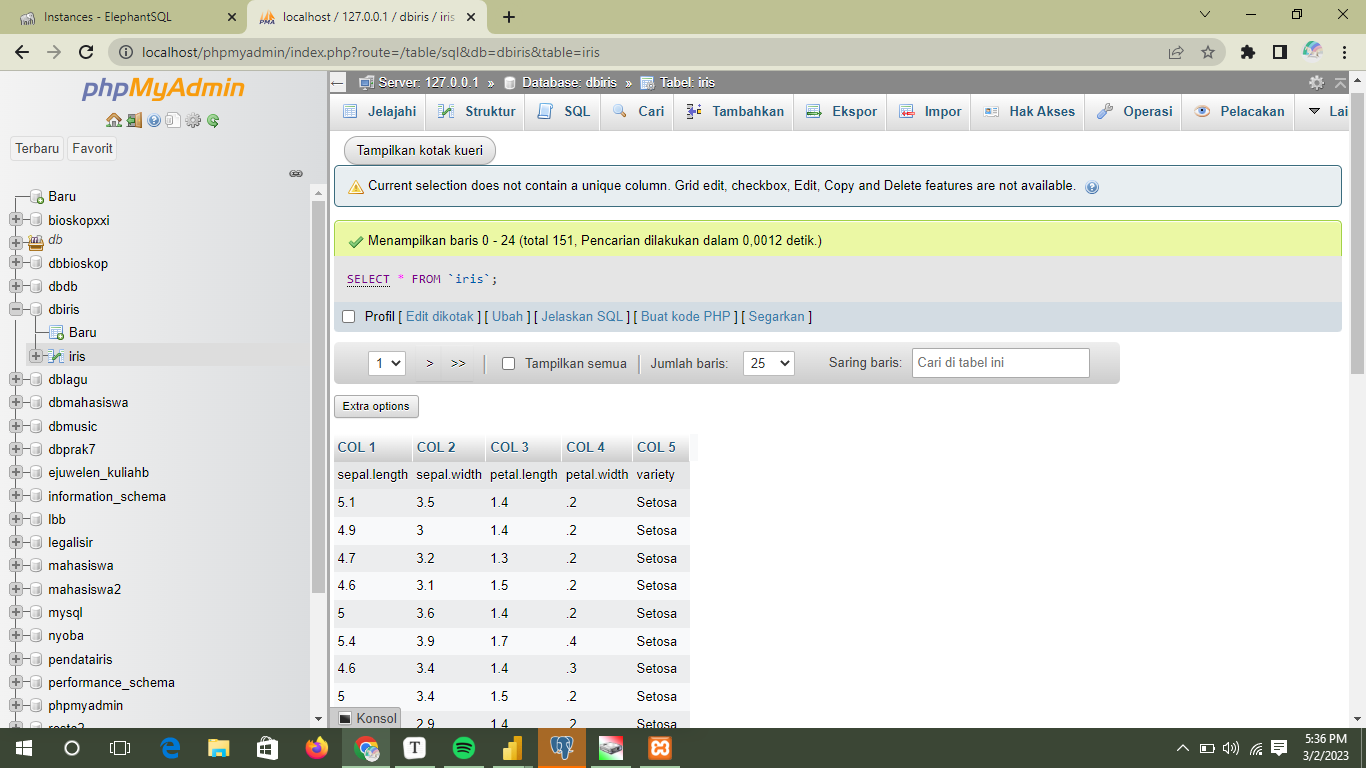 Instances - ElephantSQL
localhost / 127.0.0.1 / dbiris / iris
localhost/phpmyadmin/index.php?route=/table/sql&db=dbiris&table=iris
phpMyAdmin
Terbaru Favorit
Baru
bioskopxxi
db
dbbioskop
dbdb
dbiris
Baru
iris
dblagu
dbmahasiswa
dbmusic
dbprak7
ejuwelen_kuliahb
information_schema
lbb
legalisir
mahasiswa
mahasiswa2
mysql
nyoba
pendatairis
performance_schema
phpmyadmin
Server: 127.0.0.1 » Database: dbiris » Tabel: iris
Jelajahi Struktur SQL Cari Tambahkan Ekspor Impor Hak Akses Operasi Pelacakan Lai
Tampilkan kotak kueri
Current selection does not contain a unique column. Grid edit, checkbox, Edit, Copy and Delete features are not available.
Menampilkan baris 0 - 24 (total 151, Pencarian dilakukan dalam 0,0012 detik.)
SELECT * FROM `iris`;
Profil [ Edit dikotak ] [ Ubah ] [ Jelaskan SQL ] [ Buat kode PHP ] [ Segarkan ]
1 > >> | Tampilkan semua | Jumlah baris: 25 Saring baris: Cari di tabel ini
Extra options
COL 1 COL 2 COL 3 COL 4 COL 5
sepal.length sepal.width petal.length petal.width variety
5.1 3.5 1.4 .2 Setosa
4.9 3 1.4 .2 Setosa
4.7 3.2 1.3 .2 Setosa
4.6 3.1 1.5 .2 Setosa
5 3.6 1.4 .2 Setosa
5.4 3.9 1.7 .4 Setosa
4.6 3.4 1.4 .3 Setosa
5 3.4 1.5 .2 Setosa
2.9 1.4 .2 Setosa
Konsol
5:36 PM
3/2/2023